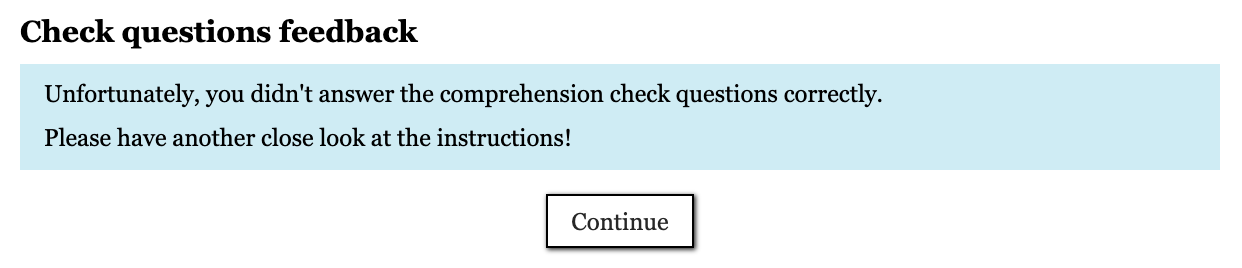 Check questions feedback
Unfortunately, you didn't answer the comprehension check questions correctly.
Please have another close look at the instructions!
Continue